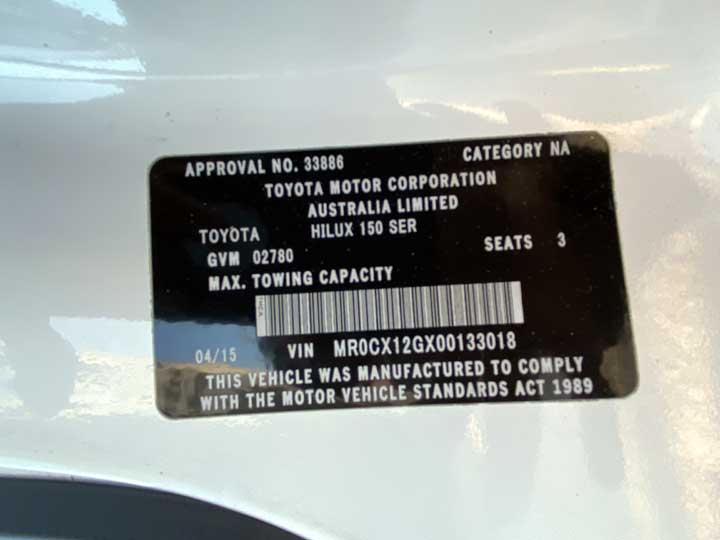 APPROVAL NO. 33886 CATEGORY NA
TOYOTA MOTOR CORPORATION
AUSTRALIA LIMITED
TOYOTA HILUX 150 SER
GVM 02780 SEATS 3
MAX. TOWING CAPACITY
04/15 VIN MR0CX12GX00133018
THIS VEHICLE WAS MANUFACTURED TO COMPLY
WITH THE MOTOR VEHICLE STANDARDS ACT 1989